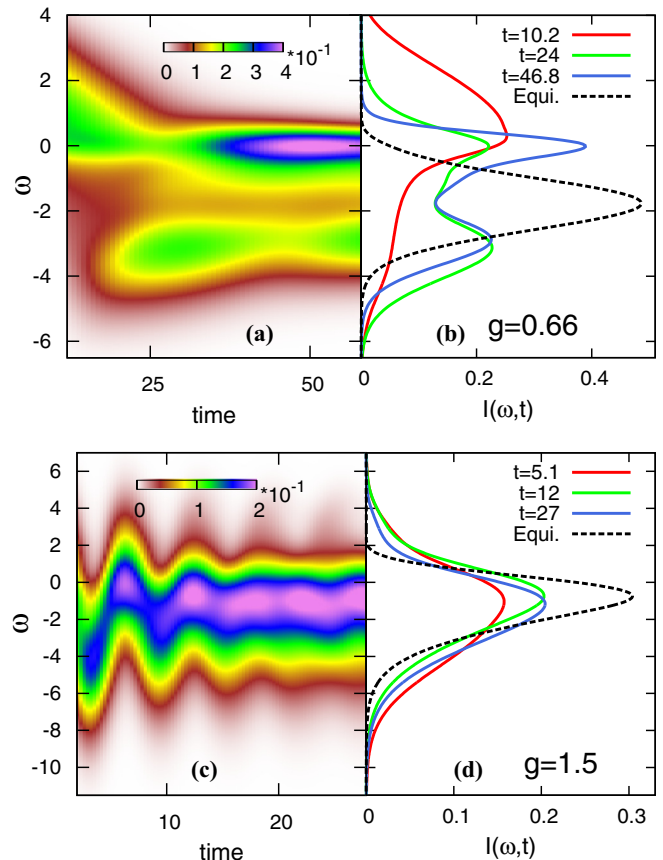 4
2
0
-2
-4
-6
ω
0 1 2 3 4
*10⁻¹
(a)
25 50
time
t=10.2
t=24
t=46.8
Equi.
(b) g=0.66
0 0.2 0.4
I(ω,t)
6
4
2
0
-2
-4
-6
-8
-10
ω
0 1 2
*10⁻¹
(c)
10 20
time
t=5.1
t=12
t=27
Equi.
(d) g=1.5
0 0.1 0.2 0.3
I(ω,t)